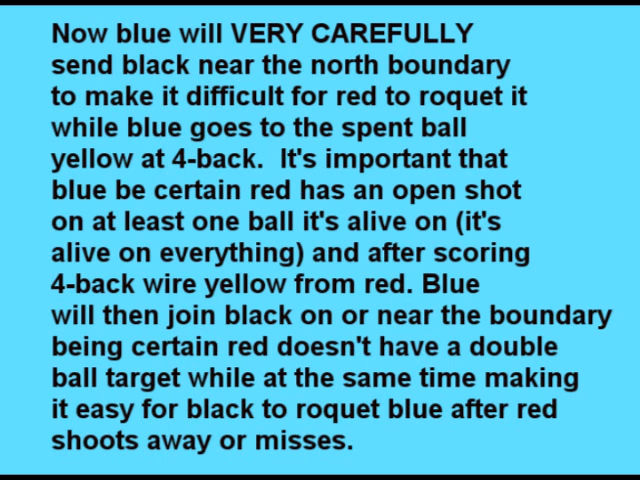 Now blue will VERY CAREFULLY
send black near the north boundary
to make it difficult for red to roquet it
while blue goes to the spent ball
yellow at 4-back.  It's important that
blue be certain red has an open shot
on at least one ball it's alive on (it's
alive on everything) and after scoring
4-back wire yellow from red. Blue
will then join black on or near the boundary
being certain red doesn't have a double
ball target while at the same time making
it easy for black to roquet blue after red
shoots away or misses.